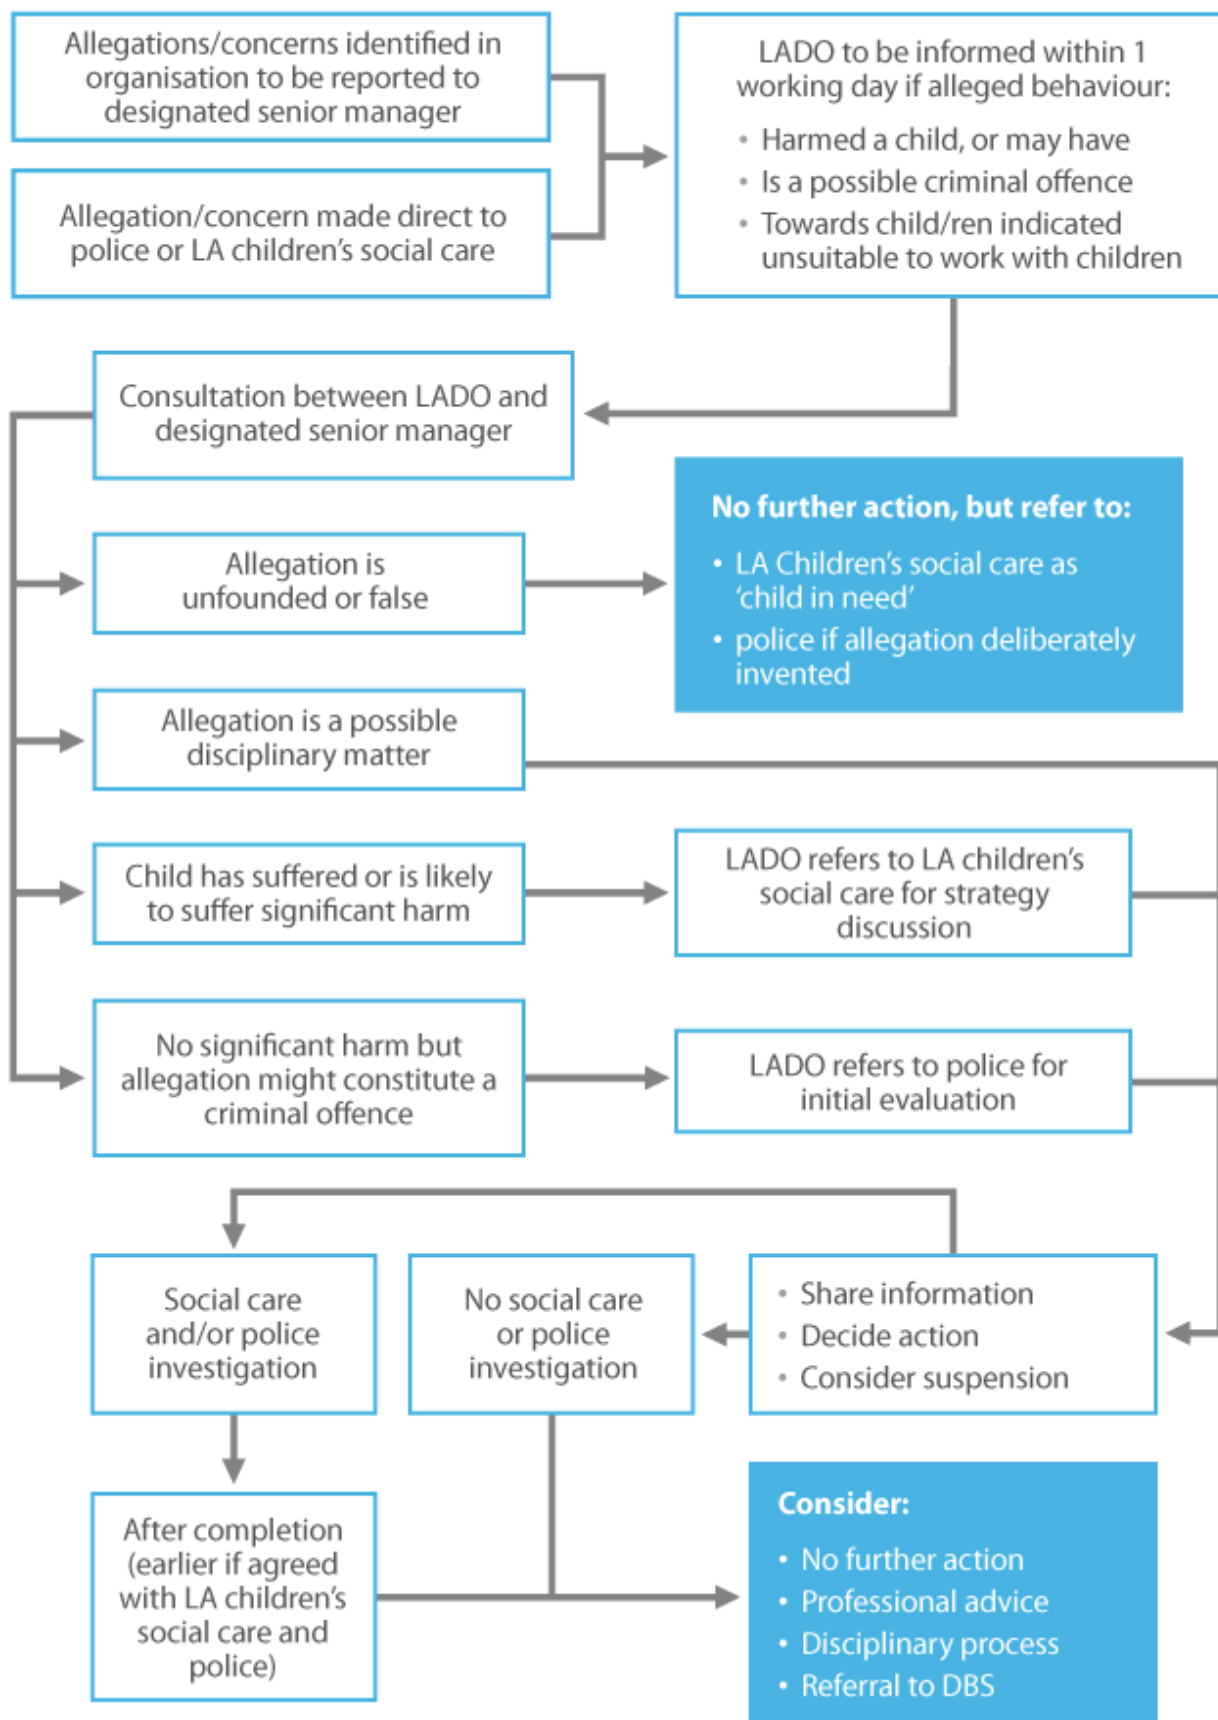 Allegations/concerns identified in
organisation to be reported to
designated senior manager
Allegation/concern made direct to
police or LA children's social care
LADO to be informed within 1
working day if alleged behaviour:
• Harmed a child, or may have
• Is a possible criminal offence
• Towards child/ren indicated
unsuitable to work with children
Consultation between LADO and
designated senior manager
Allegation is
unfounded or false
No further action, but refer to:
• LA Children's social care as
'child in need'
• police if allegation deliberately
invented
Allegation is a possible
disciplinary matter
Child has suffered or is likely
to suffer significant harm
LADO refers to LA children's
social care for strategy
discussion
No significant harm but
allegation might constitute a
criminal offence
LADO refers to police for
initial evaluation
Social care
and/or police
investigation
No social care
or police
investigation
• Share information
• Decide action
• Consider suspension
After completion
(earlier if agreed
with LA children's
social care and
police)
Consider:
• No further action
• Professional advice
• Disciplinary process
• Referral to DBS